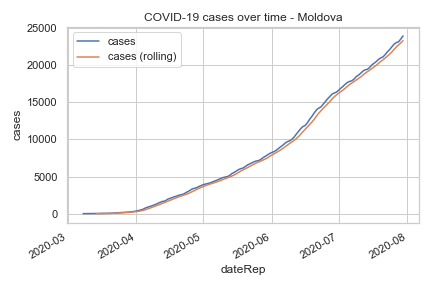 COVID-19 cases over time - Moldova
cases
cases (rolling)
25000
20000
15000
10000
5000
0
cases
2020-03
2020-04
2020-05
2020-06
2020-07
2020-08
dateRep